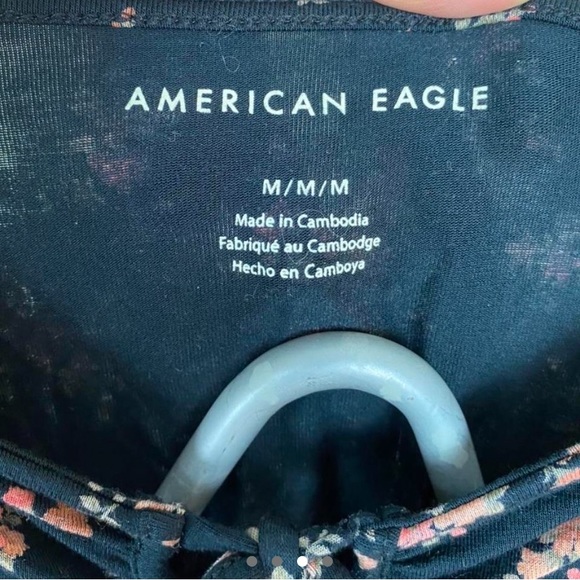 AMERICAN EAGLE
M/M/M
Made in Cambodia
Fabriqué au Cambodge
Hecho en Camboya